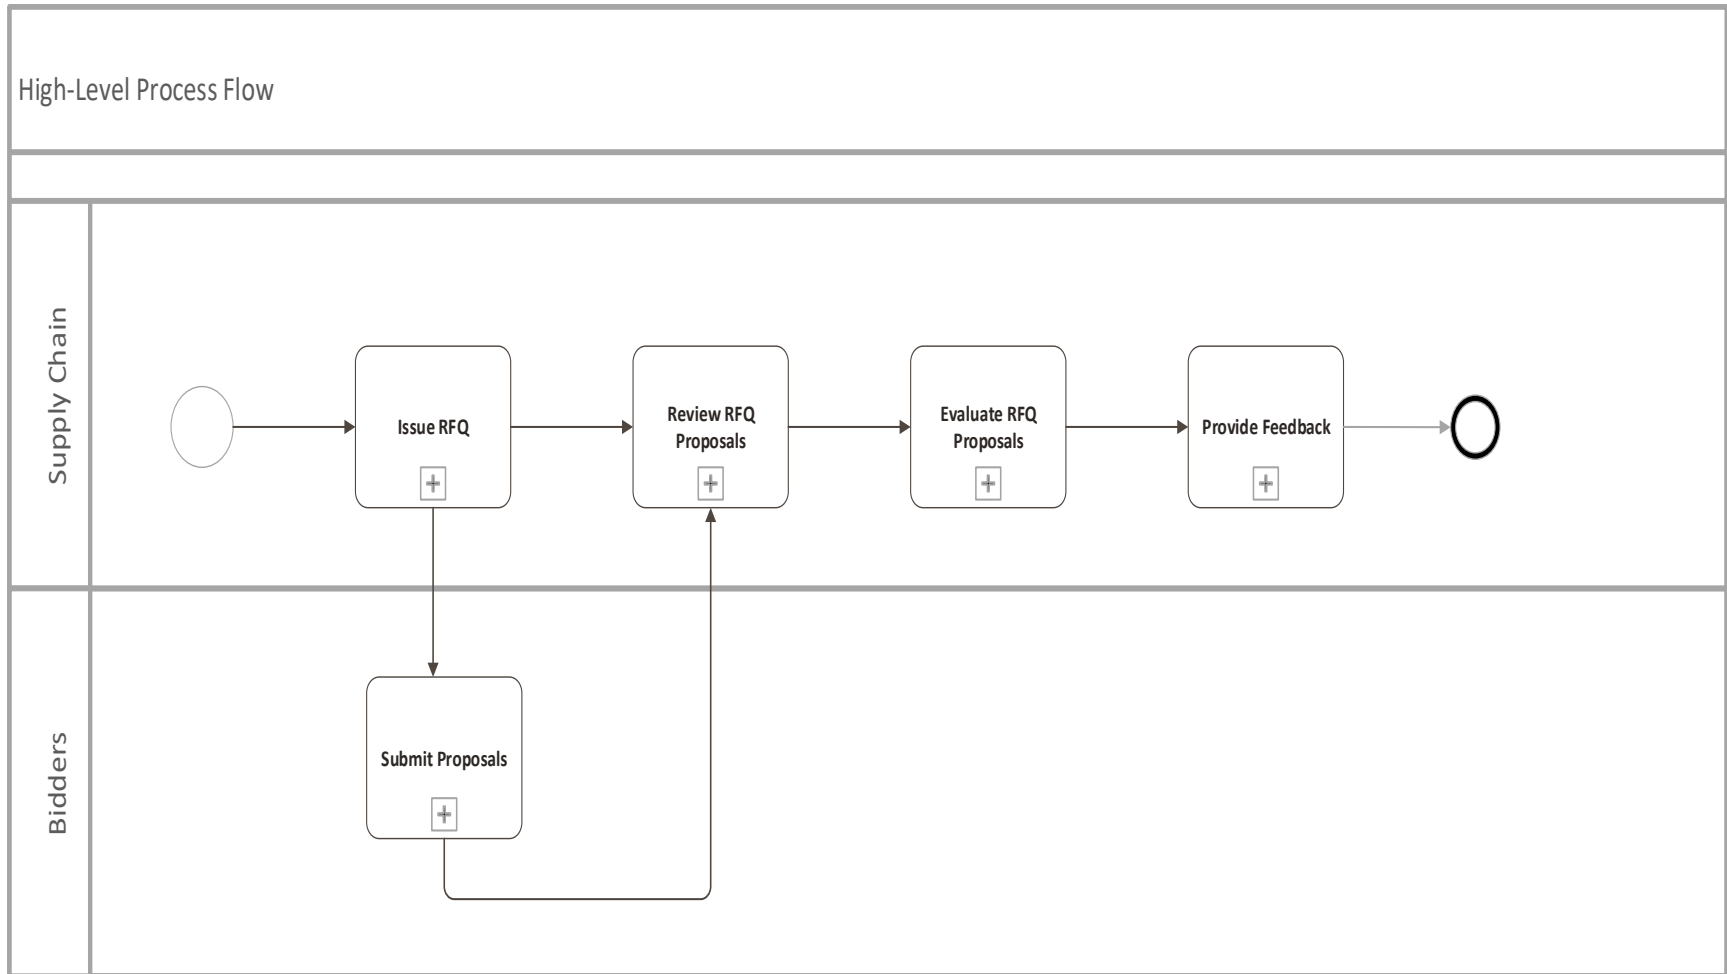 High-Level Process Flow
Supply Chain
Issue RFQ
Review RFQ
Proposals
Evaluate RFQ
Proposals
Provide Feedback
Bidders
Submit Proposals